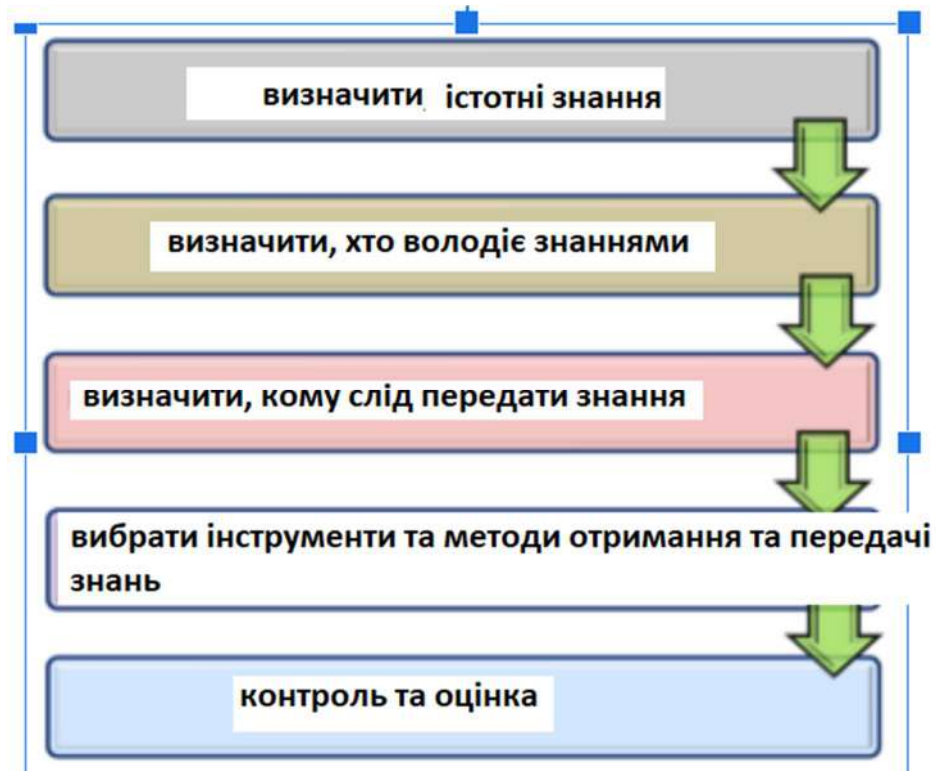 визначити істотні знання
визначити, хто володіє знаннями
визначити, кому слід передати знання
вибрати інструменти та методи отримання та передачі
знань
контроль та оцінка